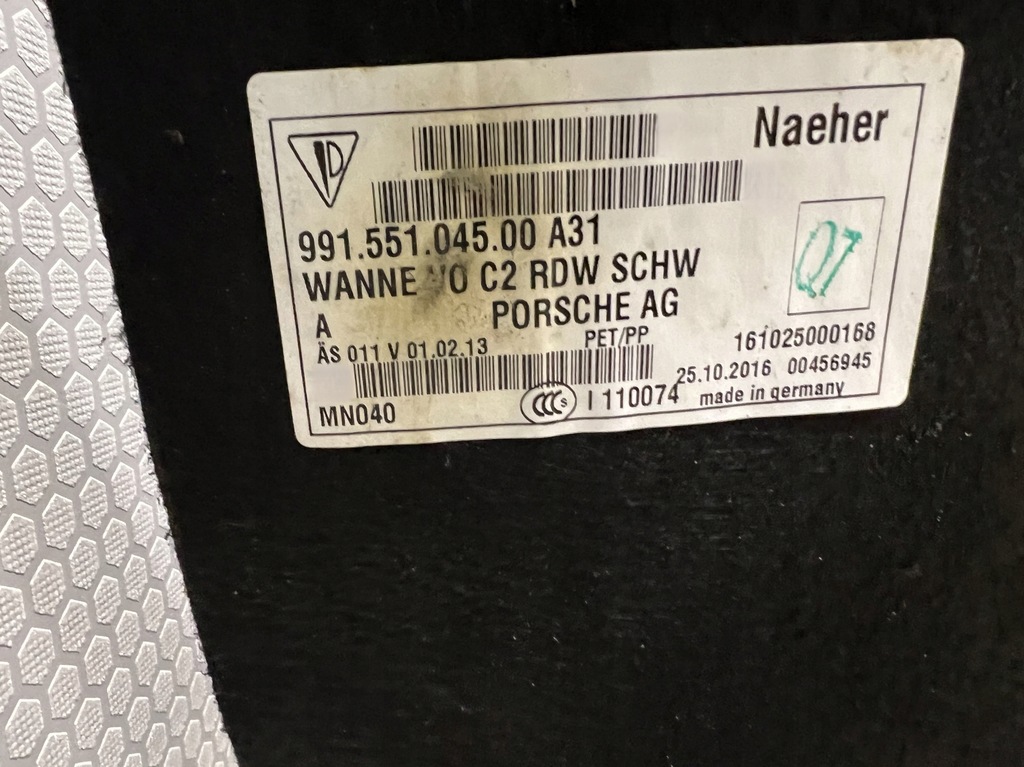 Naeher
991.551.045.00 A31
WANNE C2 RDW SCHW
A PORSCHE AG
ÄS 011 V 01.02.13 PET/PP 161025000168
25.10.2016 00456945
MN040 CCC S I 110074 made in germany